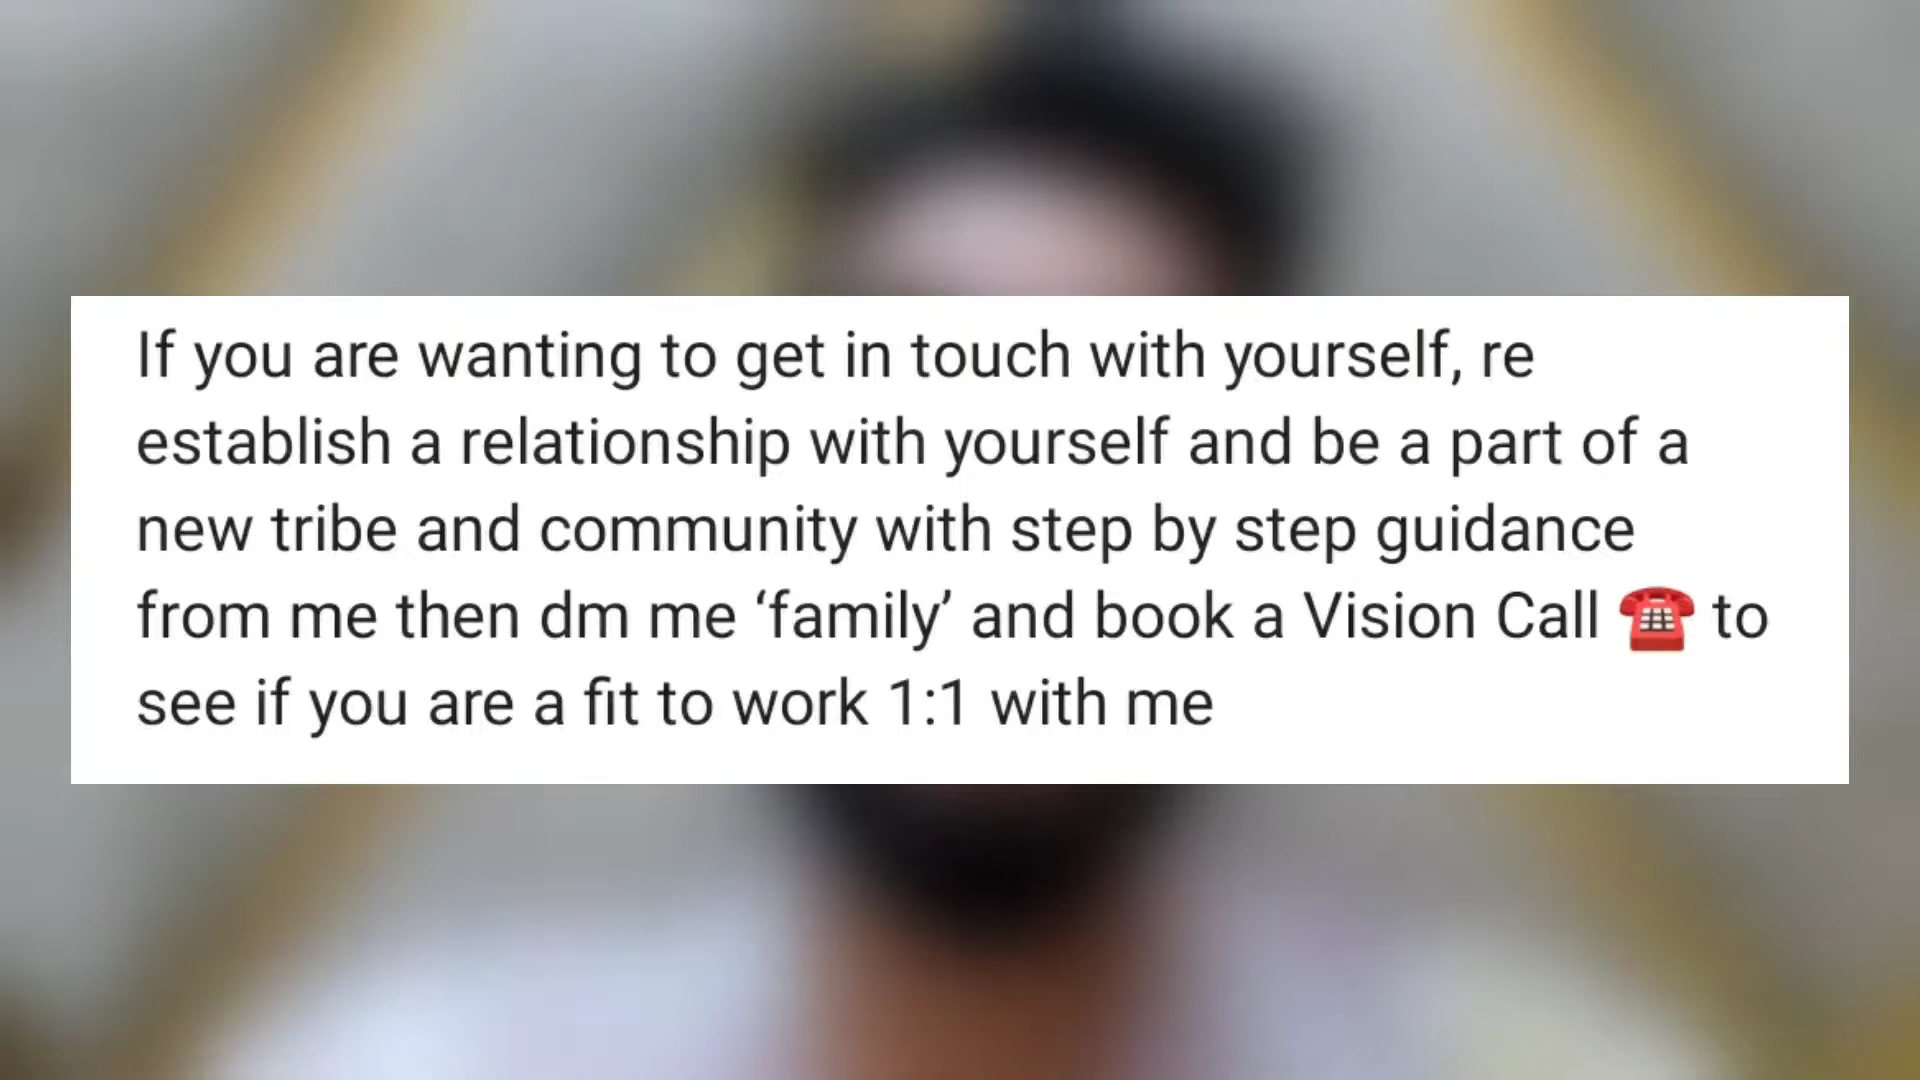 If you are wanting to get in touch with yourself, re
establish a relationship with yourself and be a part of a
new tribe and community with step by step guidance
from me then dm me ‘family’ and book a Vision Call ☎️ to
see if you are a fit to work 1:1 with me